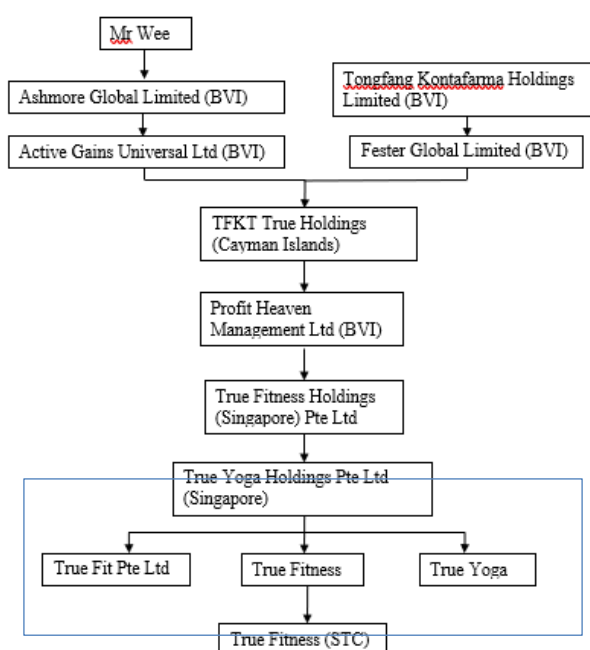 Mr Wee
Ashmore Global Limited (BVI)
Tongfang Kontafarma Holdings
Limited (BVI)
Active Gains Universal Ltd (BVI)
Fester Global Limited (BVI)
TFKT True Holdings
(Cayman Islands)
Profit Heaven
Management Ltd (BVI)
True Fitness Holdings
(Singapore) Pte Ltd
True Yoga Holdings Pte Ltd
(Singapore)
True Fit Pte Ltd
True Fitness
True Yoga
True Fitness (STC)